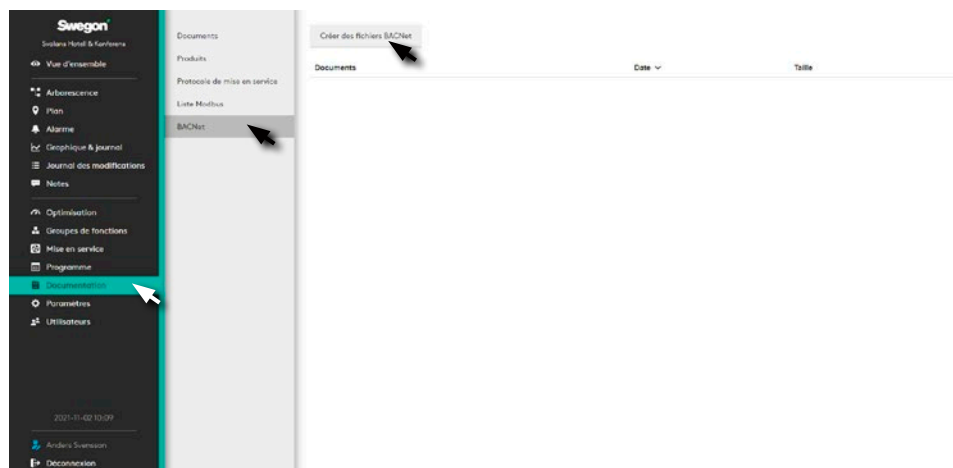 Swegon
Svalans Hotell & Konferens
Vue d'ensemble
Arborescence
Plan
Alarme
Graphique & journal
Journal des modifications
Notes
Optimisation
Groupes de fonctions
Mise en service
Programme
Documentation
Paramètres
Utilisateurs
2021-11-02 10:09
Anders Svensson
Déconnexion
Documents
Produits
Protocole de mise en service
Liste Modbus
BACNet
Créer des fichiers BACNet
Documents Date Taille